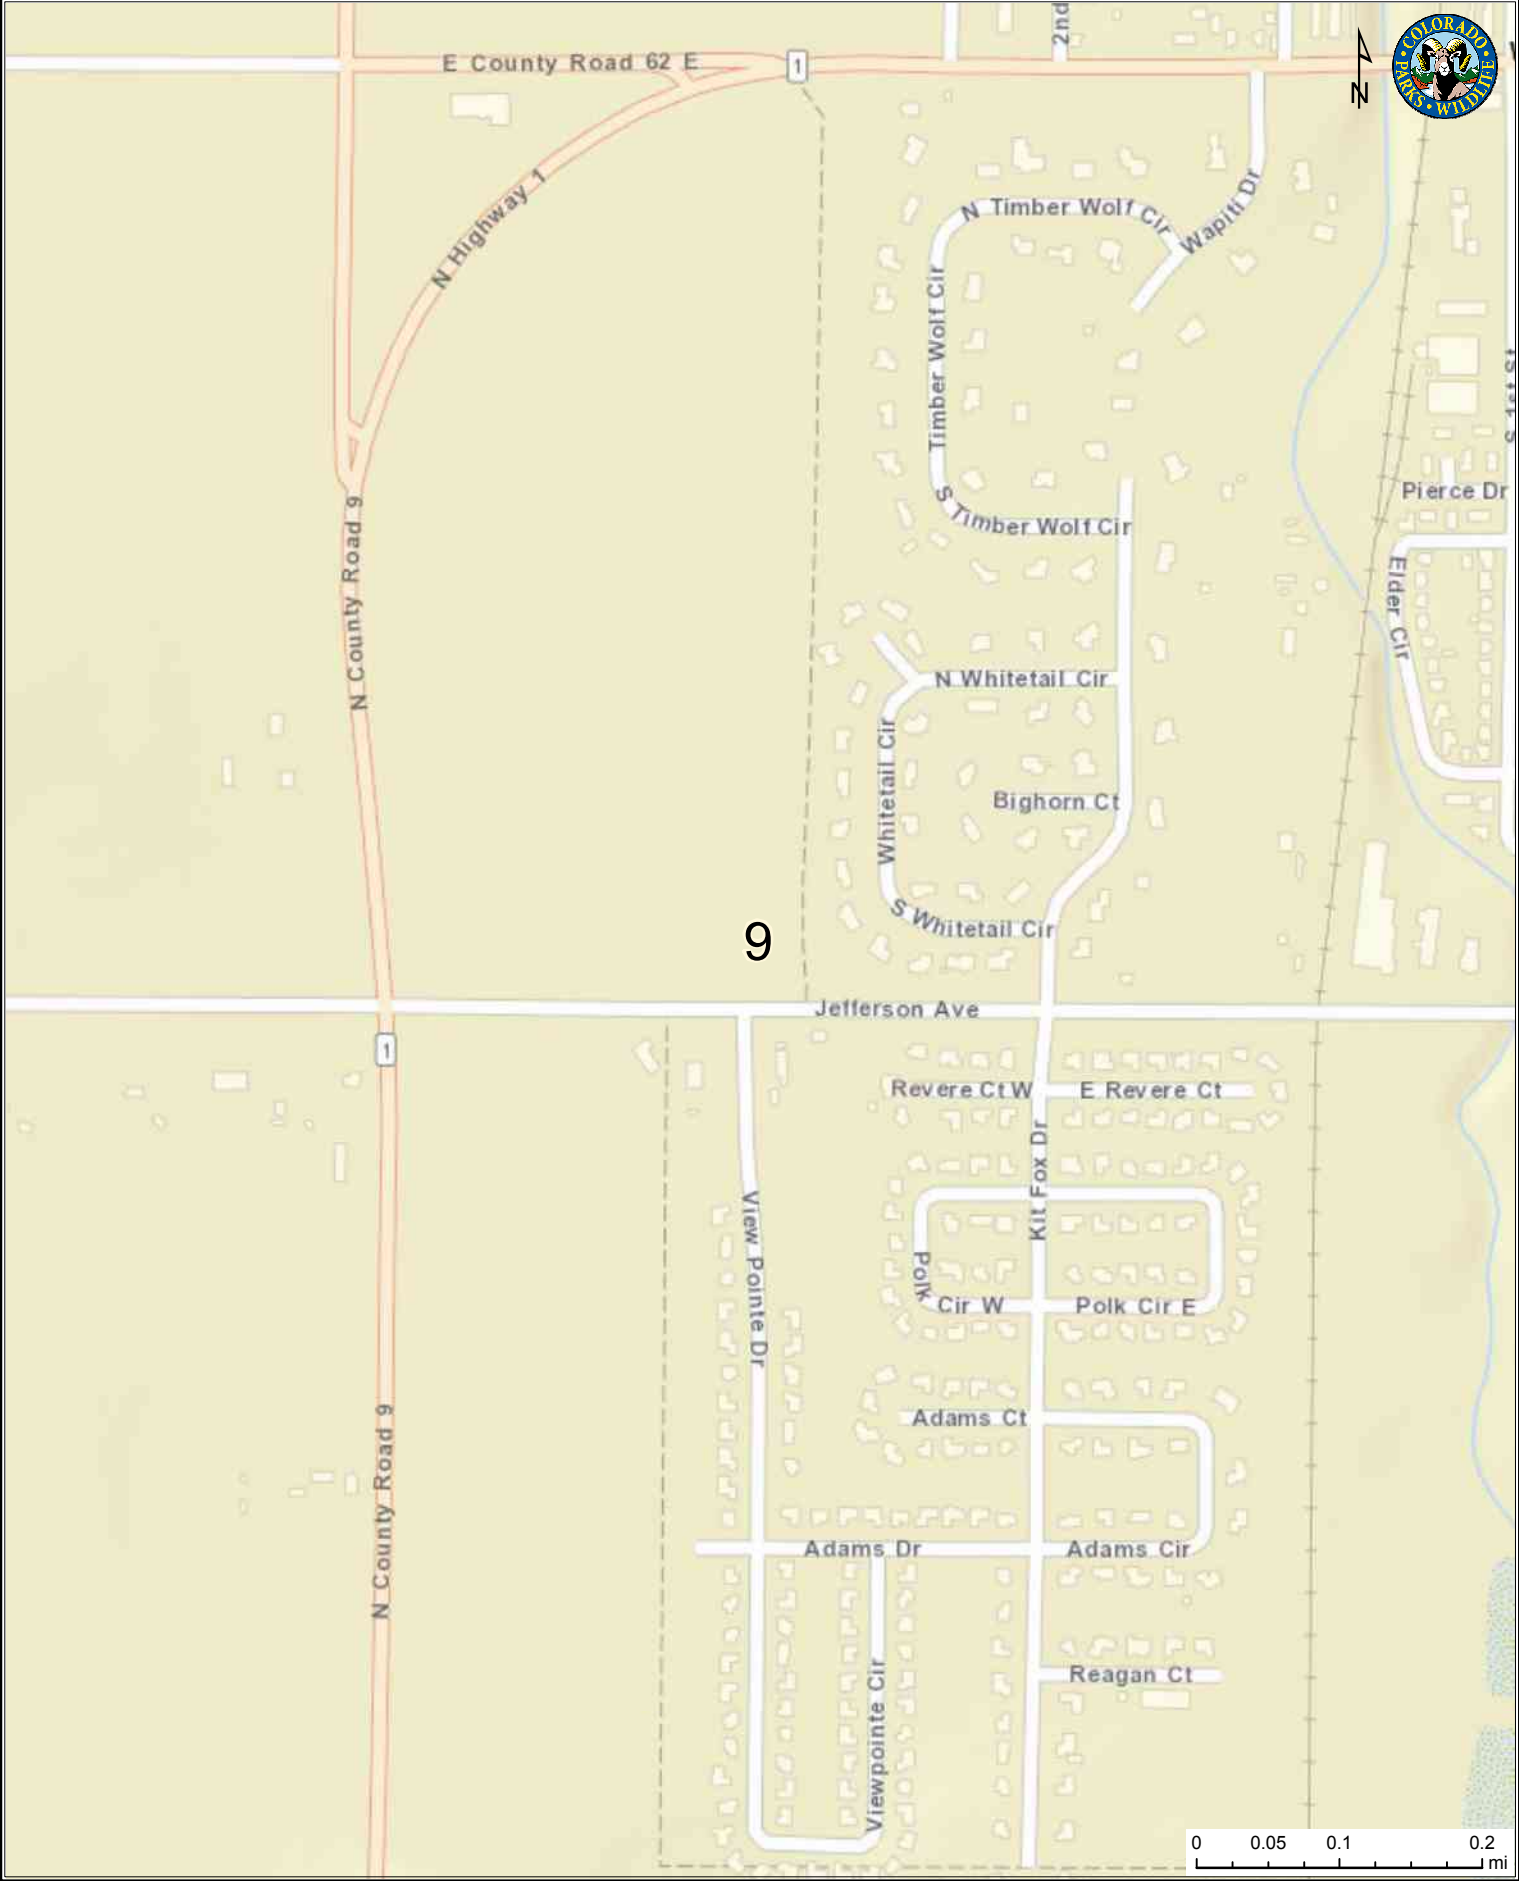 2nd
COLORADO
PARKS • WILDLIFE
E County Road 62 E
1
N
N Highway 1
N Timber Wolf Cir
Wapiti Dr
Timber Wolf Cir
S Timber Wolf Cir
S 1st St
Pierce Dr
Elder Cir
N County Road 9
N Whitetail Cir
Whitetail Cir
Bighorn Ct
S Whitetail Cir
9
Jefferson Ave
1
Revere Ct W
E Revere Ct
Kit Fox Dr
View Pointe Dr
Polk
Cir W
Polk Cir E
Adams Ct
N County Road 9
Adams Dr
Adams Cir
Viewpointe Cir
Reagan Ct
0 0.05 0.1 0.2
mi